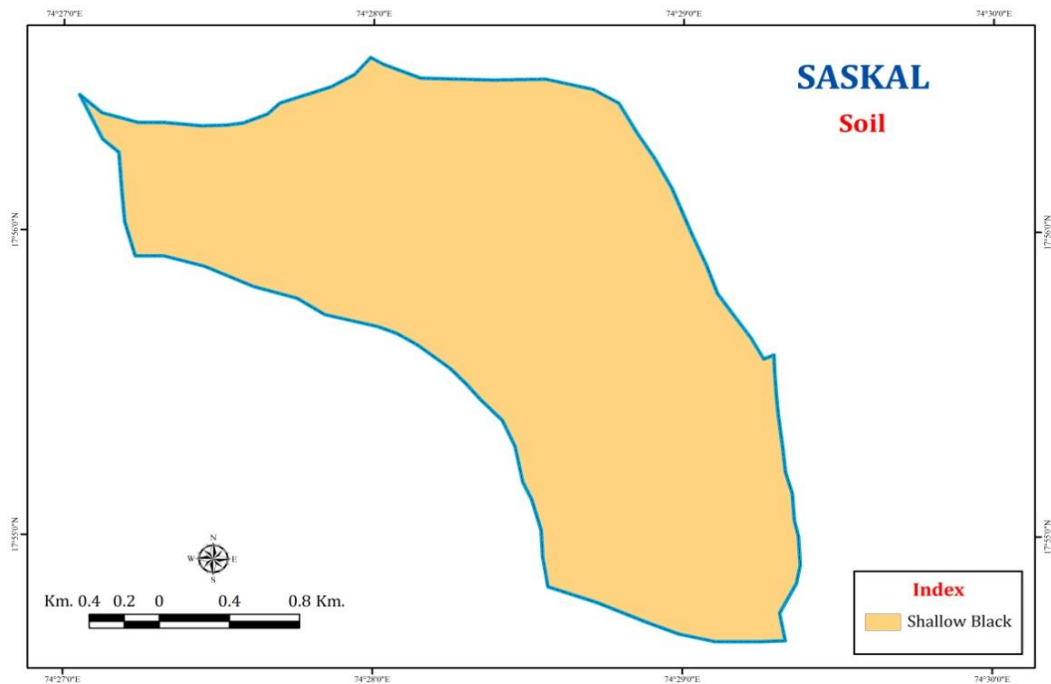 74°27'0"E 74°28'0"E 74°29'0"E 74°30'0"E
SASKAL
Soil
17°56'0"N 17°56'0"N
17°55'0"N 17°55'0"N
N
W E
S
Km. 0.4 0.2 0 0.4 0.8 Km.
Index
Shallow Black
74°27'0"E 74°28'0"E 74°29'0"E 74°30'0"E